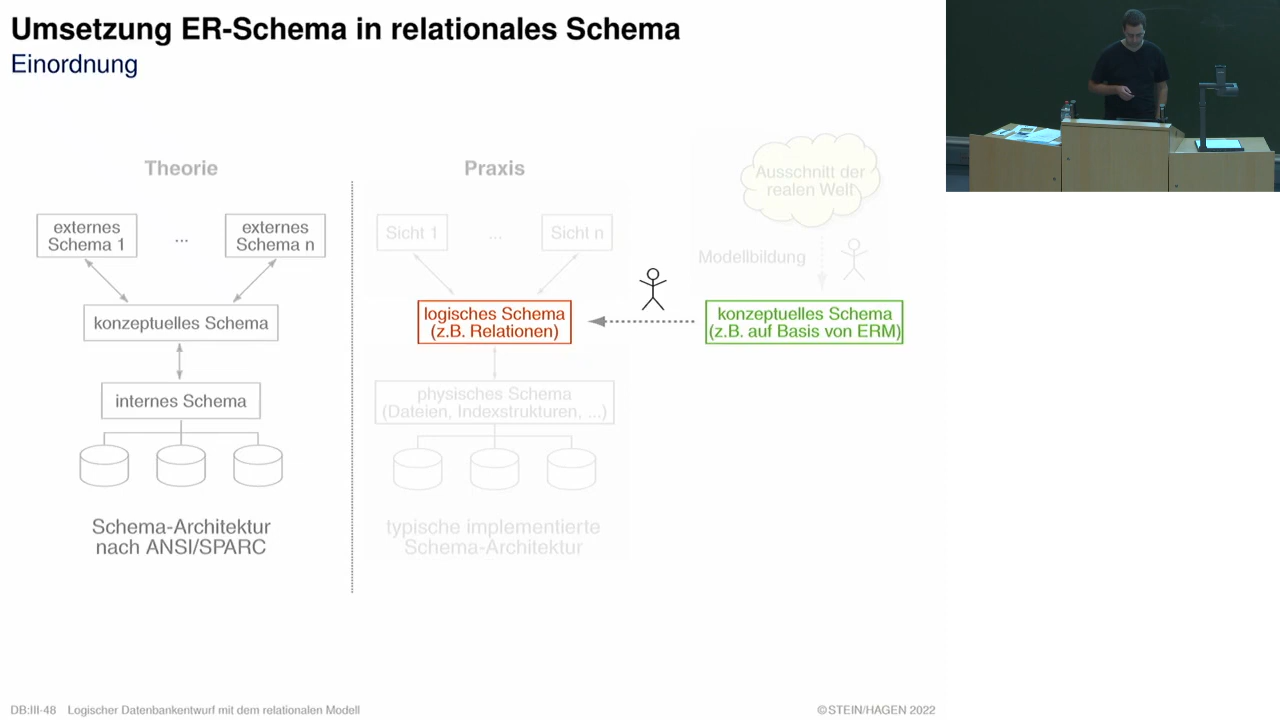 Umsetzung ER-Schema in relationales Schema
Einordnung
Theorie
externes
Schema 1
...
externes
Schema n
konzeptuelles Schema
internes Schema
Schema-Architektur
nach ANSI/SPARC
Praxis
Sicht 1
...
Sicht n
logisches Schema
(z.B. Relationen)
physisches Schema
(Dateien, Indexstrukturen, ...)
typische implementierte
Schema-Architektur
Ausschnitt der
realen Welt
Modellbildung
konzeptuelles Schema
(z.B. auf Basis von ERM)
DB:III-48 Logischer Datenbankentwurf mit dem relationalen Modell
©STEIN/HAGEN 2022